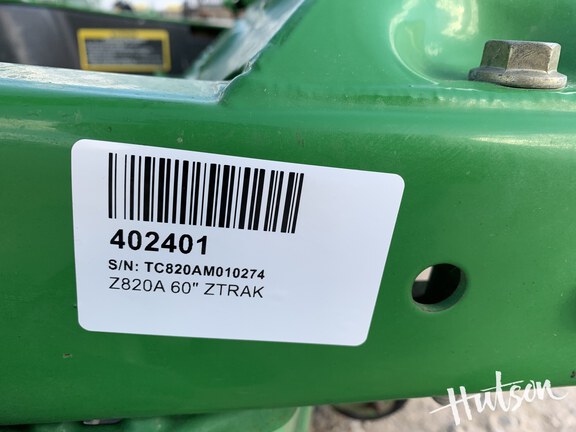 402401
S/N: TC820AM010274
Z820A 60" ZTRAK
Hutson